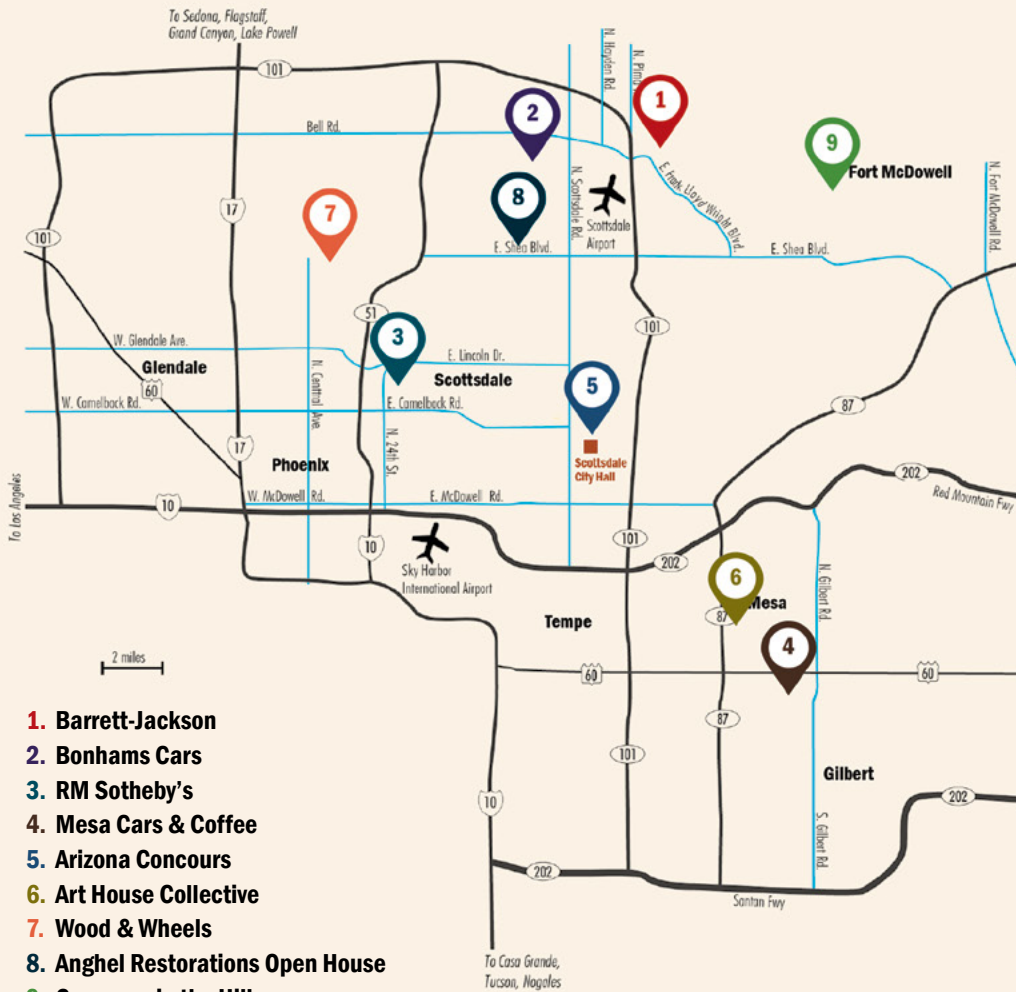 To Sedona, Flagstaff,
Grand Canyon, Lake Powell
101
N. Hayden Rd.
N. Pima
1
2
Bell Rd.
9
Fort McDowell
N. Fort McDowell Rd.
E. Frank Lloyd Wright Blvd.
N. Scottsdale Rd.
8
17
7
Scottsdale
Airport
101
E. Shea Blvd.
E. Shea Blvd.
51
101
3
W. Glendale Ave.
E. Lincoln Dr.
Glendale
N. Central Ave.
Scottsdale
5
60
W. Camelback Rd.
E. Camelback Rd.
87
N. 24th St.
17
Phoenix
Scottsdale
City Hall
202
Red Mountain Fwy
To Los Angeles
W. McDowell Rd.
E. McDowell Rd.
10
101
10
202
Sky Harbor
International Airport
6
Mesa
87
N. Gilbert Rd.
Tempe
4
2 miles
60
60
87
101
Gilbert
10
202
S. Gilbert Rd.
202
Santan Fwy
To Casa Grande,
Tucson, Nogales
1. Barrett-Jackson
2. Bonhams Cars
3. RM Sotheby's
4. Mesa Cars & Coffee
5. Arizona Concours
6. Art House Collective
7. Wood & Wheels
8. Anghel Restorations Open House